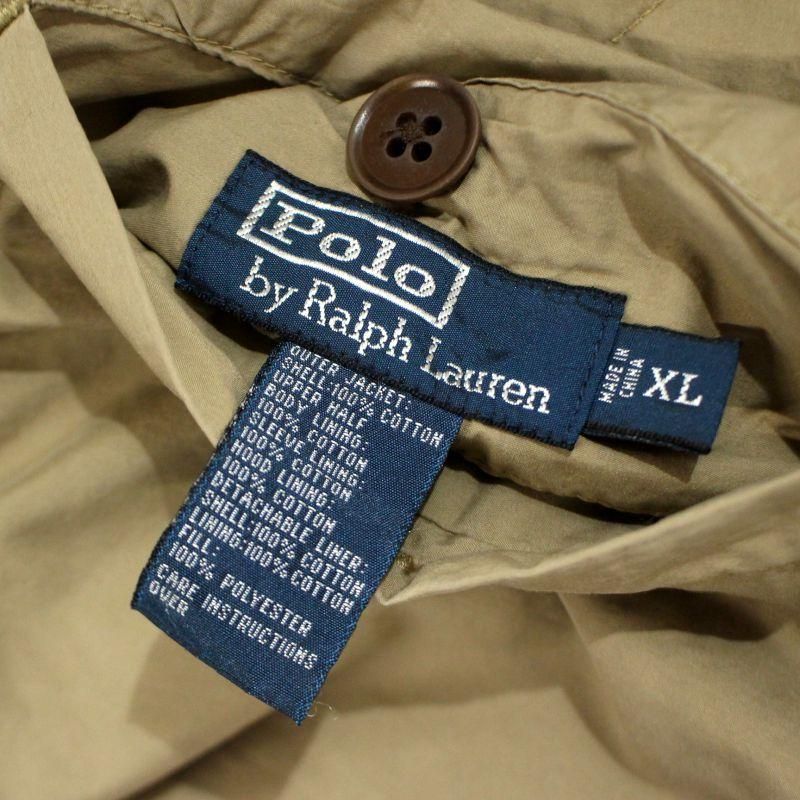 Polo
by Ralph Lauren
MADE IN
CHINA
XL
OUTER JACKET:
SHELL:100% COTTON
UPPER HALF
BODY LINING:
100% COTTON
SLEEVE LINING:
100% COTTON
HOOD LINING:
100% COTTON
DETACHABLE LINER:
SHELL:100% COTTON
LINING:100% COTTON
FILL:
100% POLYESTER
CARE INSTRUCTIONS
OVER